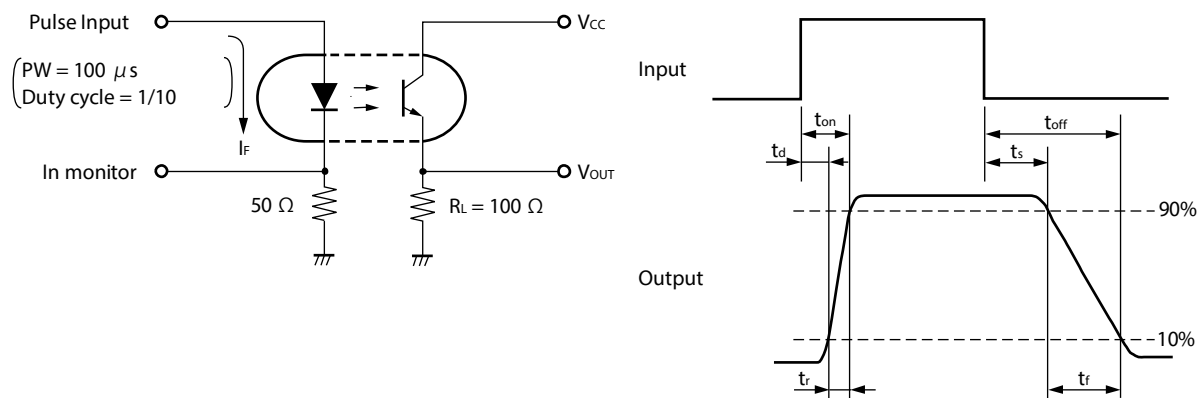 Pulse Input
VCC
PW = 100 μs
Duty cycle = 1/10
IF
In monitor
VOUT
50 Ω
RL = 100 Ω
Input
ton
toff
td
ts
90%
Output
10%
tr
tf